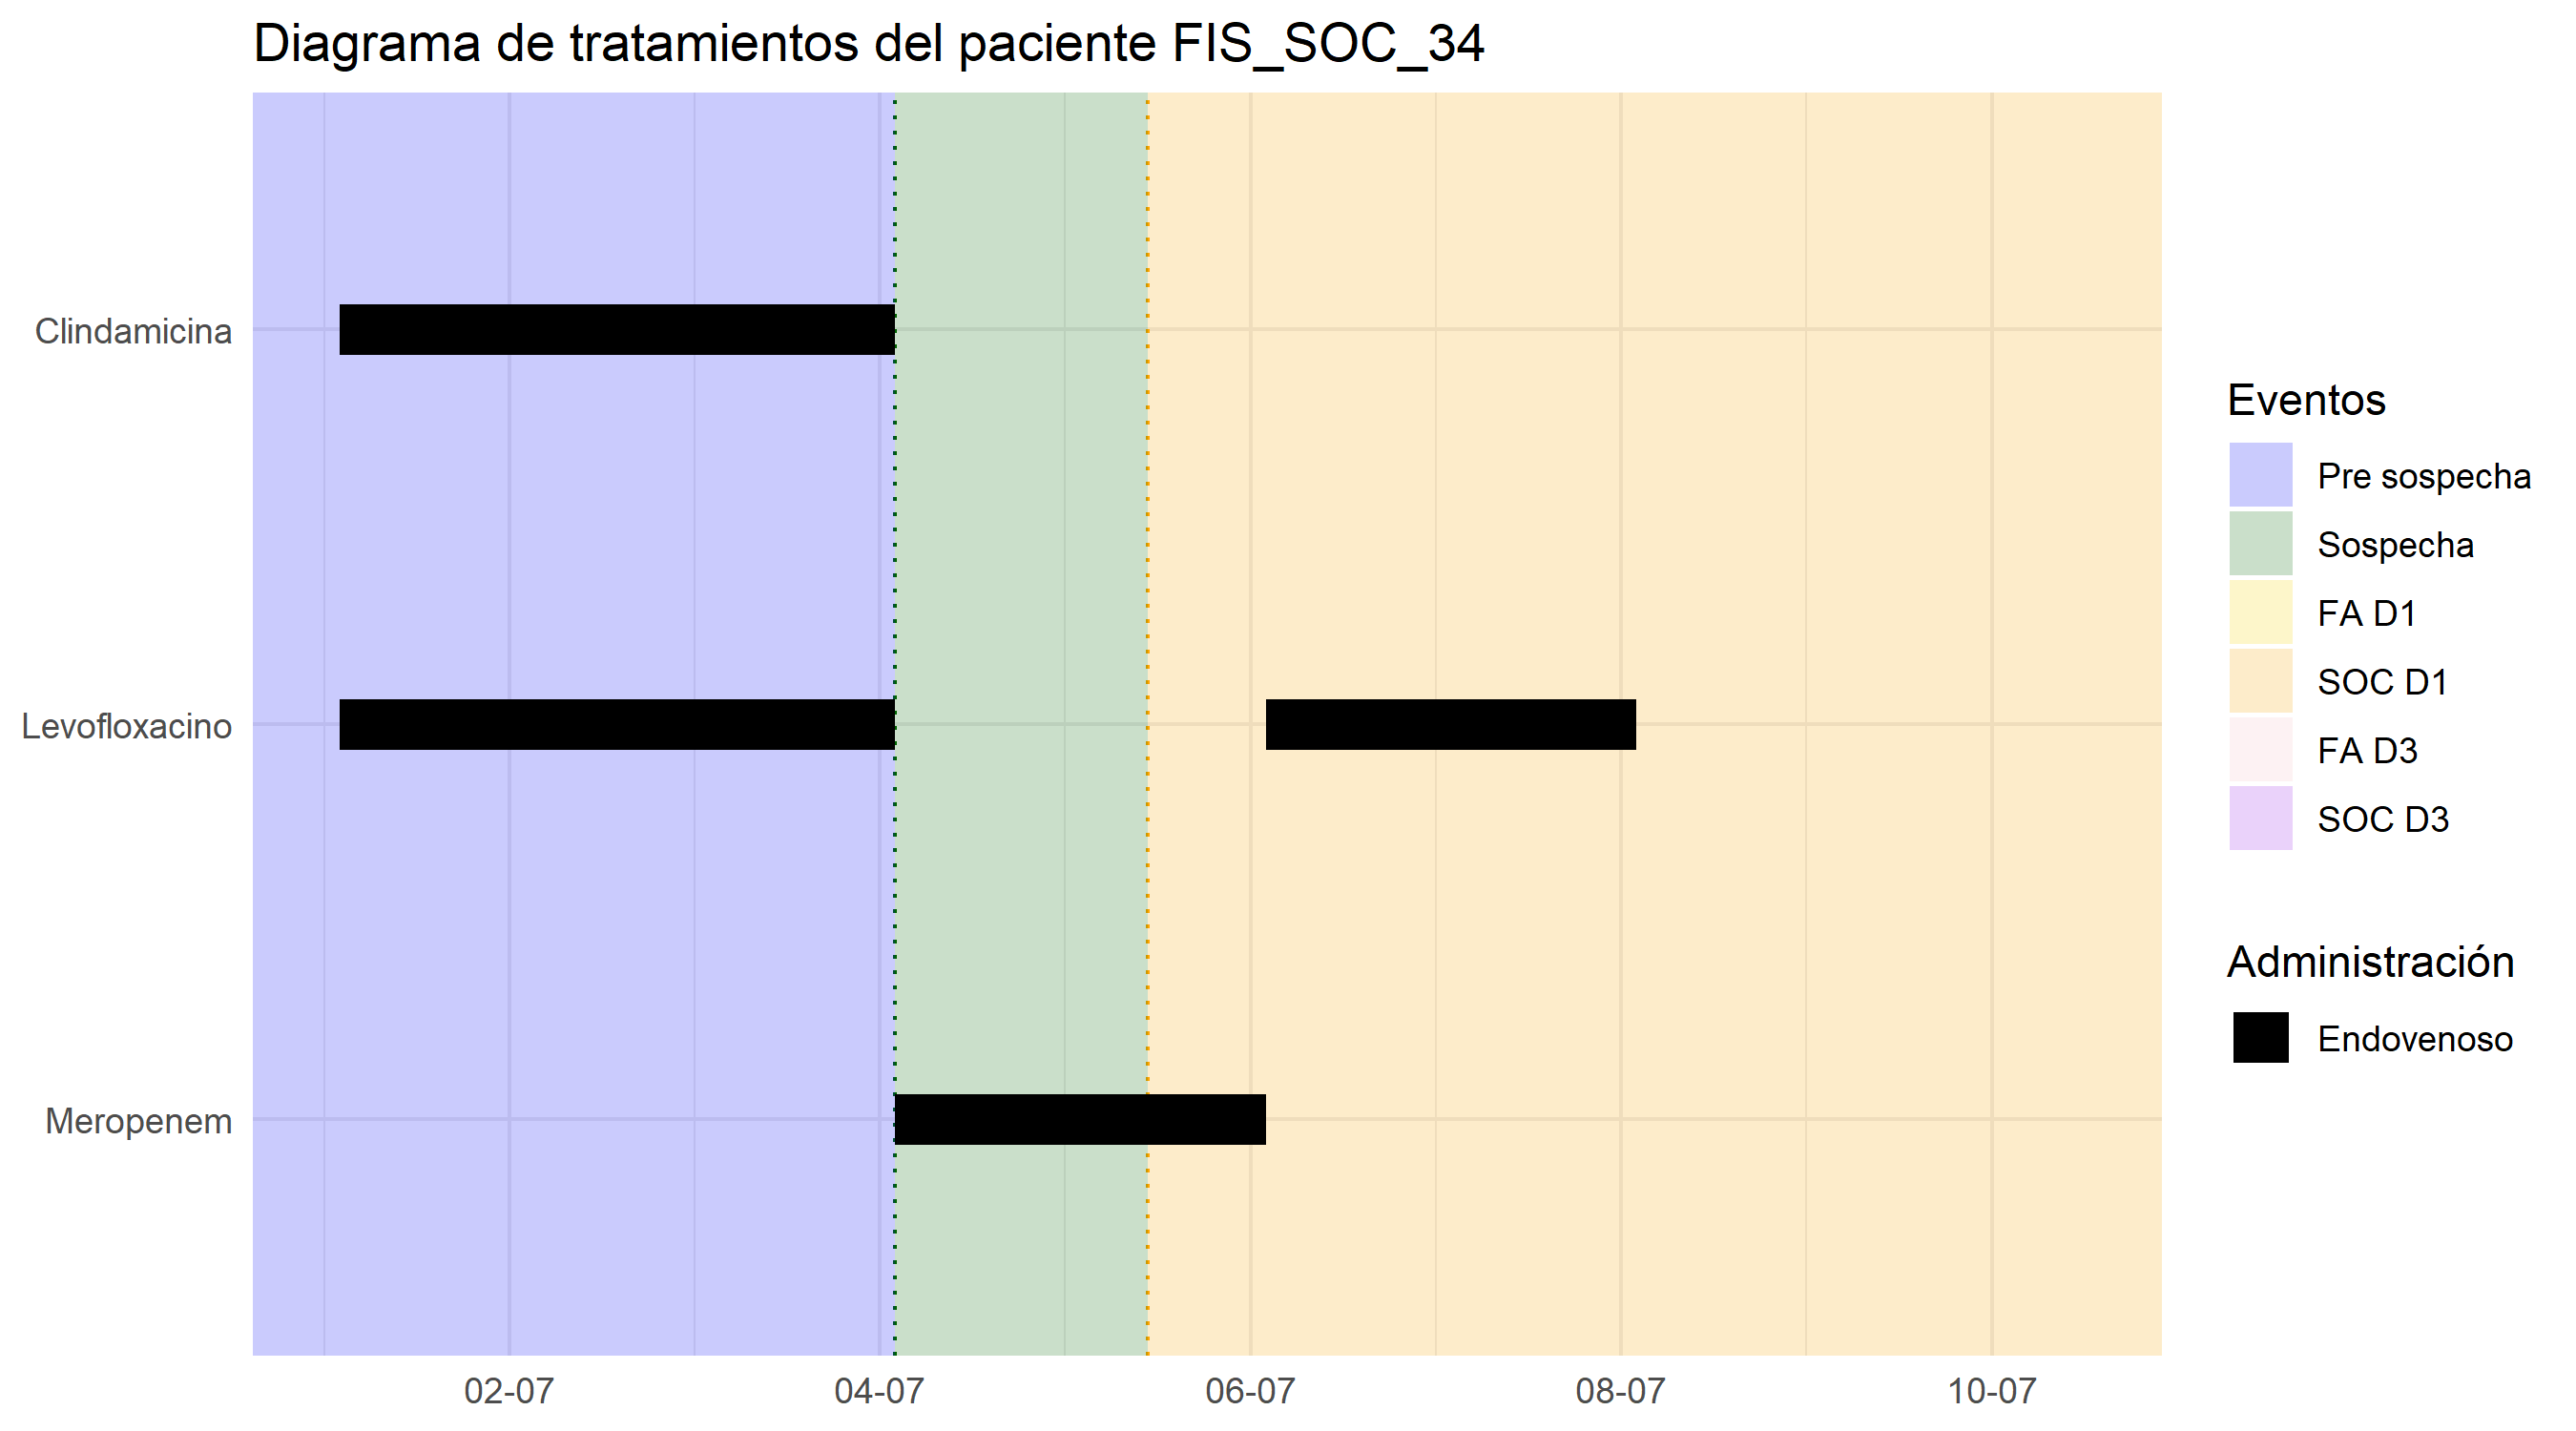 Diagrama de tratamientos del paciente FIS_SOC_34
Clindamicina
Levofloxacino
Meropenem
02-07
04-07
06-07
08-07
10-07
Eventos
Pre sospecha
Sospecha
FA D1
SOC D1
FA D3
SOC D3
Administración
Endovenoso